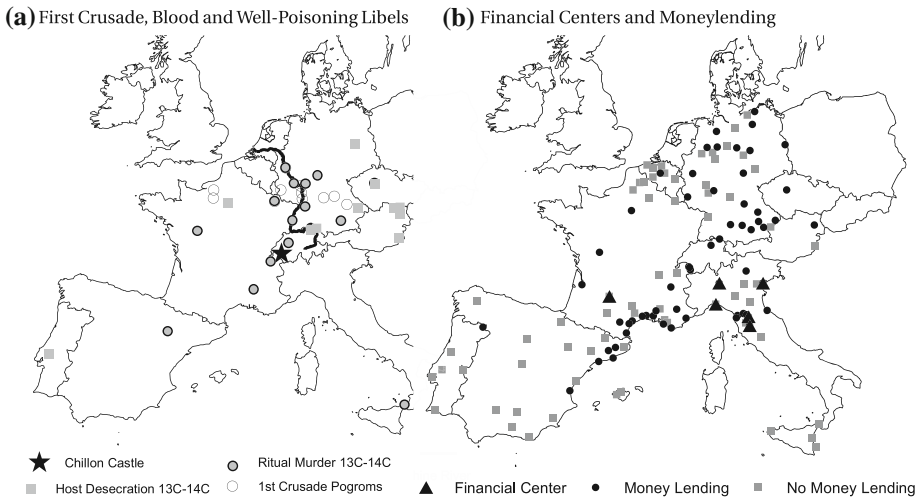 (a) First Crusade, Blood and Well-Poisoning Libels
(b) Financial Centers and Moneylending
Chillon Castle
Ritual Murder 13C-14C
Host Desecration 13C-14C
1st Crusade Pogroms
Financial Center
Money Lending
No Money Lending